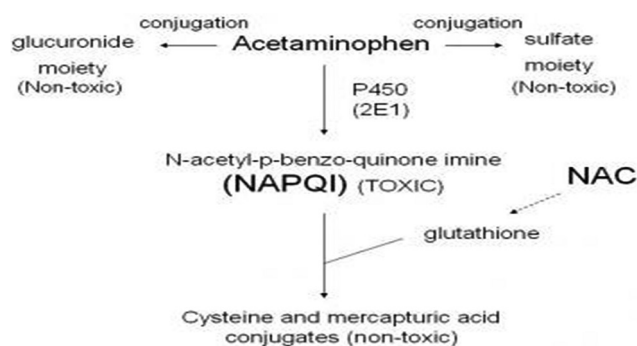 conjugation
conjugation
glucuronide
Acetaminophen
sulfate
moiety
moiety
(Non-toxic)
(Non-toxic)
P450
(2E1)
N-acetyl-p-benzo-quinone imine
(NAPQI) (TOXIC)
NAC
glutathione
Cysteine and mercapturic acid
conjugates (non-toxic)